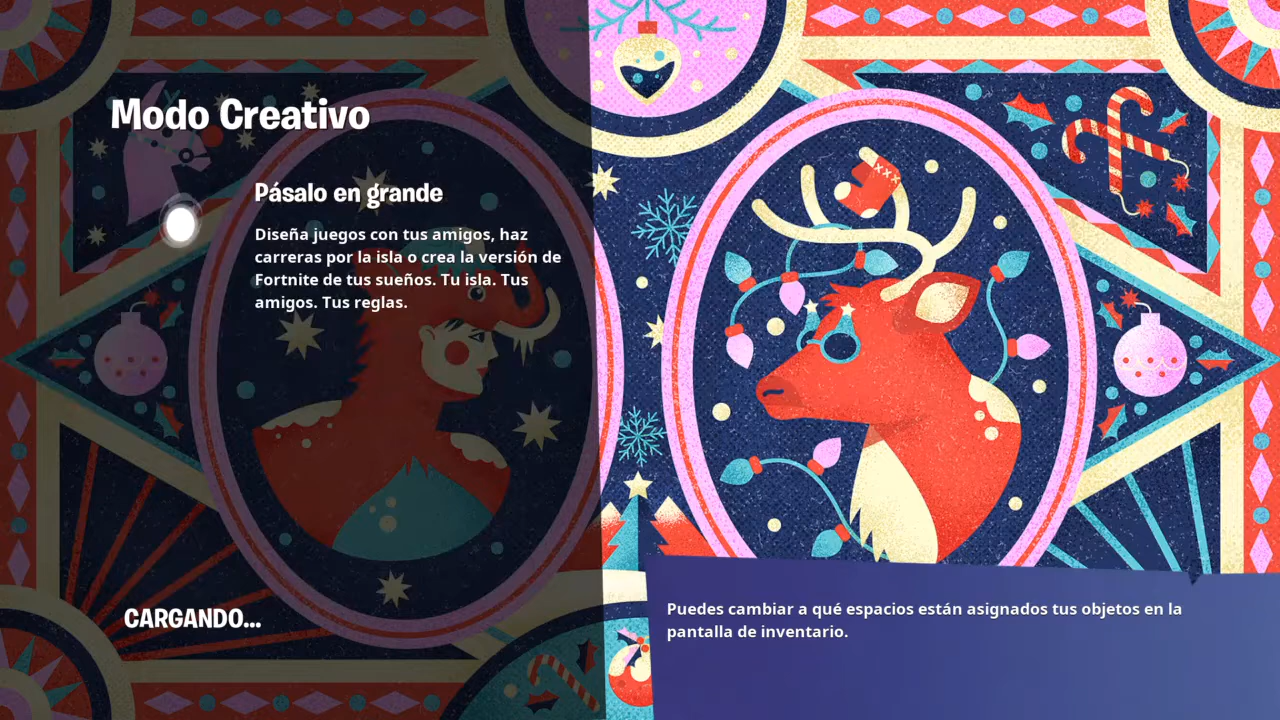 Modo Creativo
Pásalo en grande
Diseña juegos con tus amigos, haz
carreras por la isla o crea la versión de
Fortnite de tus sueños. Tu isla. Tus
amigos. Tus reglas.
CARGANDO...
Puedes cambiar a qué espacios están asignados tus objetos en la
pantalla de inventario.